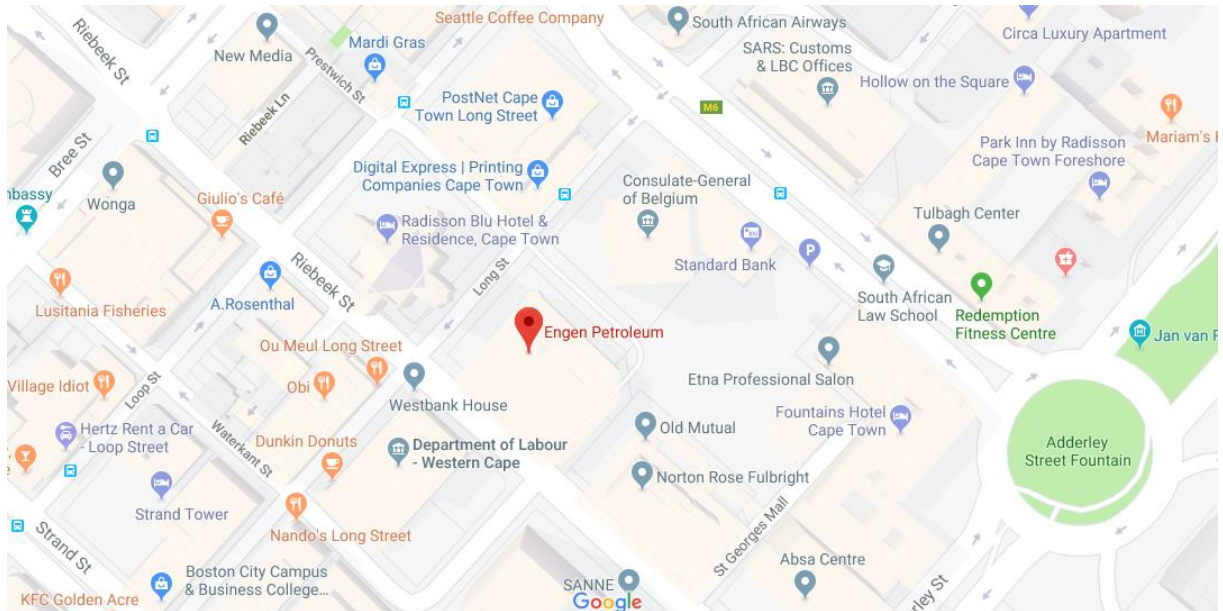 Seattle Coffee Company
Riebeek St
New Media
Mardi Gras
Prestwich St
South African Airways
SARS: Customs
& LBC Offices
Circa Luxury Apartment
Hollow on the Square
M6
PostNet Cape
Town Long Street
Riebeek Ln
Mariam's K
Park Inn by Radisson
Cape Town Foreshore
Bree St
Digital Express | Printing
Companies Cape Town
Consulate-General
of Belgium
mbassy
Wonga
Giulio's Café
Radisson Blu Hotel &
Residence, Cape Town
Tulbagh Center
Standard Bank
P
Riebeek St
Long St
A.Rosenthal
Lusitania Fisheries
South African
Law School
Redemption
Fitness Centre
Engen Petroleum
Jan van R
Ou Meul Long Street
Village Idiot
Loop St
Obi
Westbank House
Etna Professional Salon
Fountains Hotel
Cape Town
Hertz Rent a Car
- Loop Street
Waterkant St
Dunkin Donuts
Department of Labour
- Western Cape
Old Mutual
Adderley
Street Fountain
e
Norton Rose Fulbright
Strand Tower
Nando's Long Street
Strand St
St Georges Mall
Boston City Campus
& Business College...
SANNE
Absa Centre
KFC Golden Acre
Google
rley St